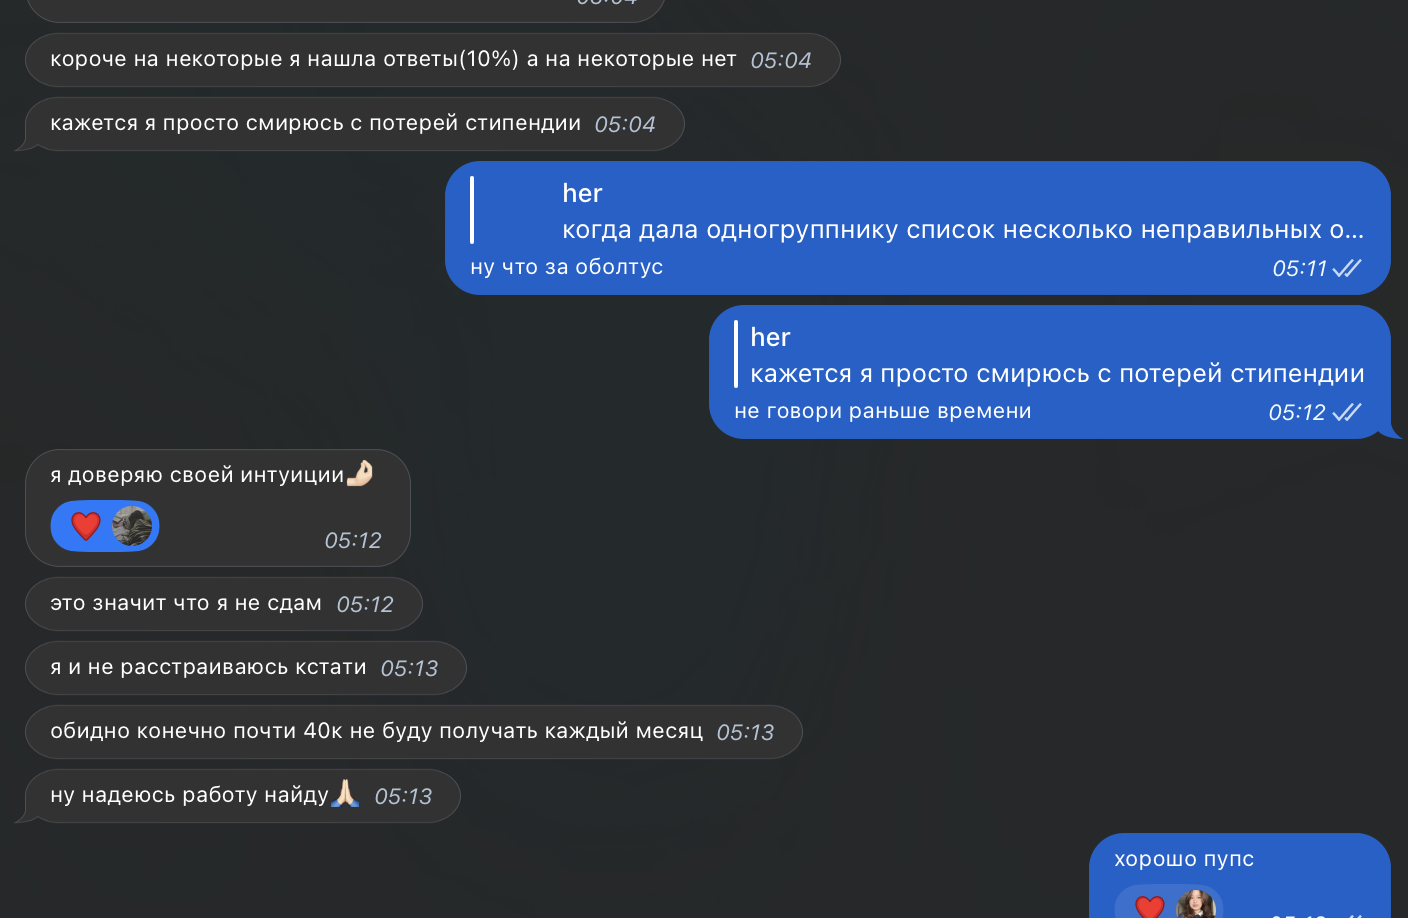 05:04
короче на некоторые я нашла ответы(10%) а на некоторые нет 05:04
кажется я просто смирюсь с потерей стипендии 05:04
her
когда дала одногруппнику список несколько неправильных о...
ну что за оболтус 05:11
her
кажется я просто смирюсь с потерей стипендии
не говори раньше времени 05:12
я доверяю своей интуиции🤌🏻
❤️ 05:12
это значит что я не сдам 05:12
я и не расстраиваюсь кстати 05:13
обидно конечно почти 40к не буду получать каждый месяц 05:13
ну надеюсь работу найду🙏🏻 05:13
хорошо пупс
❤️